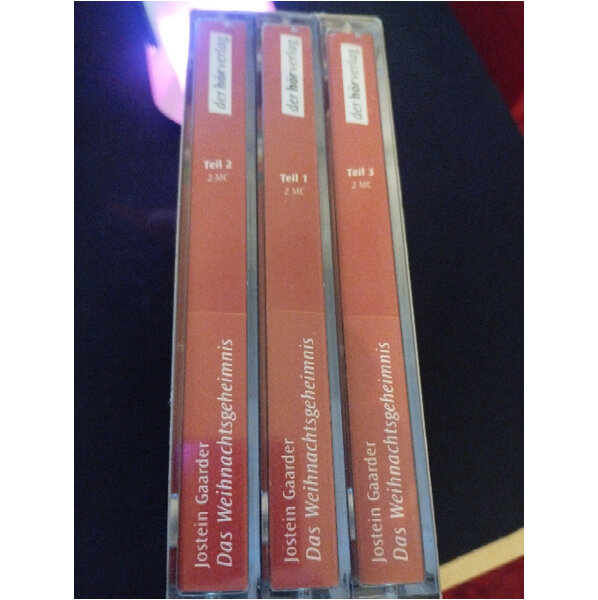 der hörverlag
Teil 2
2 MC
Jostein Gaarder
Das Weihnachtsgeheimnis
der hörverlag
Teil 1
2 MC
Jostein Gaarder
Das Weihnachtsgeheimnis
der hörverlag
Teil 3
2 MC
Jostein Gaarder
Das Weihnachtsgeheimnis